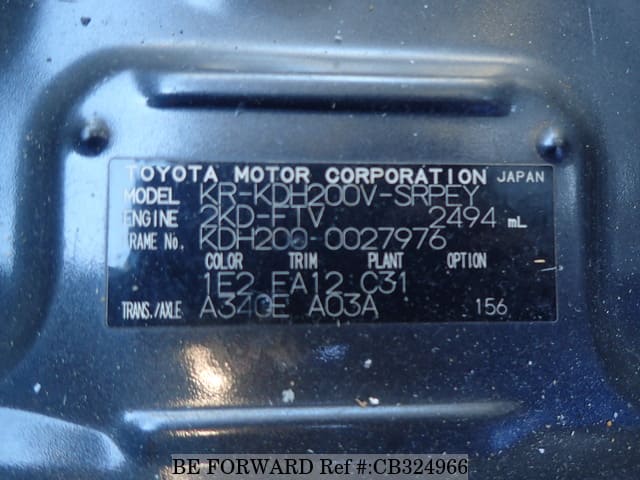 TOYOTA MOTOR CORPORATION JAPAN
MODEL KR-KDH200V-SRPEY
ENGINE 2KD-FTV 2494 mL
FRAME No. KDH200-0027976
COLOR TRIM PLANT OPTION
1E2 FA12 C31
TRANS./AXLE A340E A03A 156
BE FORWARD Ref #:CB324966